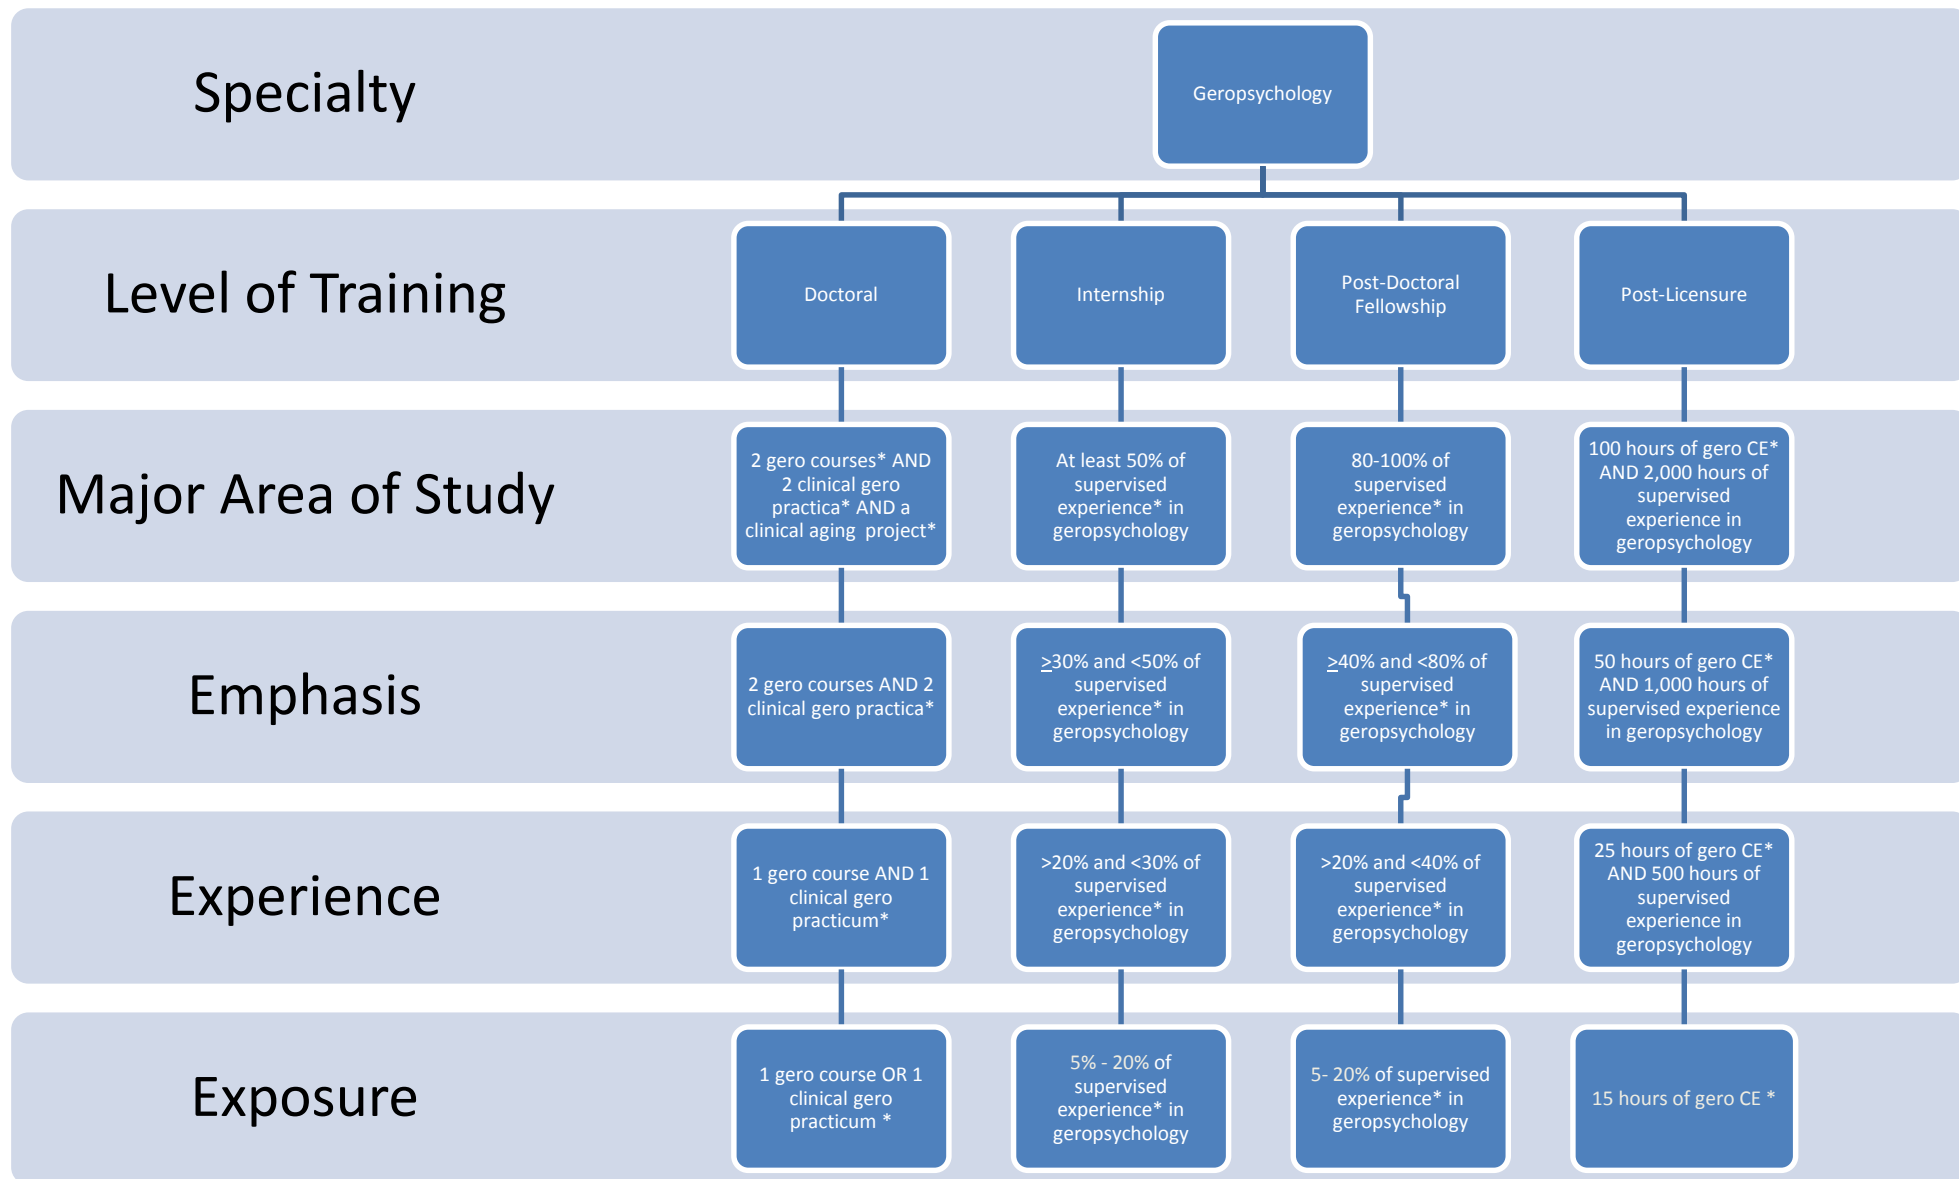 Specialty
Geropsychology
Level of Training
Doctoral
Internship
Post-Doctoral
Fellowship
Post-Licensure
Major Area of Study
2 gero courses* AND
2 clinical gero
practica* AND a
clinical aging project*
At least 50% of
supervised
experience* in
geropsychology
80-100% of
supervised
experience* in
geropsychology
100 hours of gero CE*
AND 2,000 hours of
supervised
experience in
geropsychology
Emphasis
2 gero courses AND 2
clinical gero practica*
≥30% and <50% of
supervised
experience* in
geropsychology
≥40% and <80% of
supervised
experience* in
geropsychology
50 hours of gero CE*
AND 1,000 hours of
supervised experience
in geropsychology
Experience
1 gero course AND 1
clinical gero
practicum*
>20% and <30% of
supervised
experience* in
geropsychology
>20% and <40% of
supervised
experience* in
geropsychology
25 hours of gero CE*
AND 500 hours of
supervised
experience in
geropsychology
Exposure
1 gero course OR 1
clinical gero
practicum *
5% - 20% of
supervised
experience* in
geropsychology
5- 20% of supervised
experience* in
geropsychology
15 hours of gero CE *